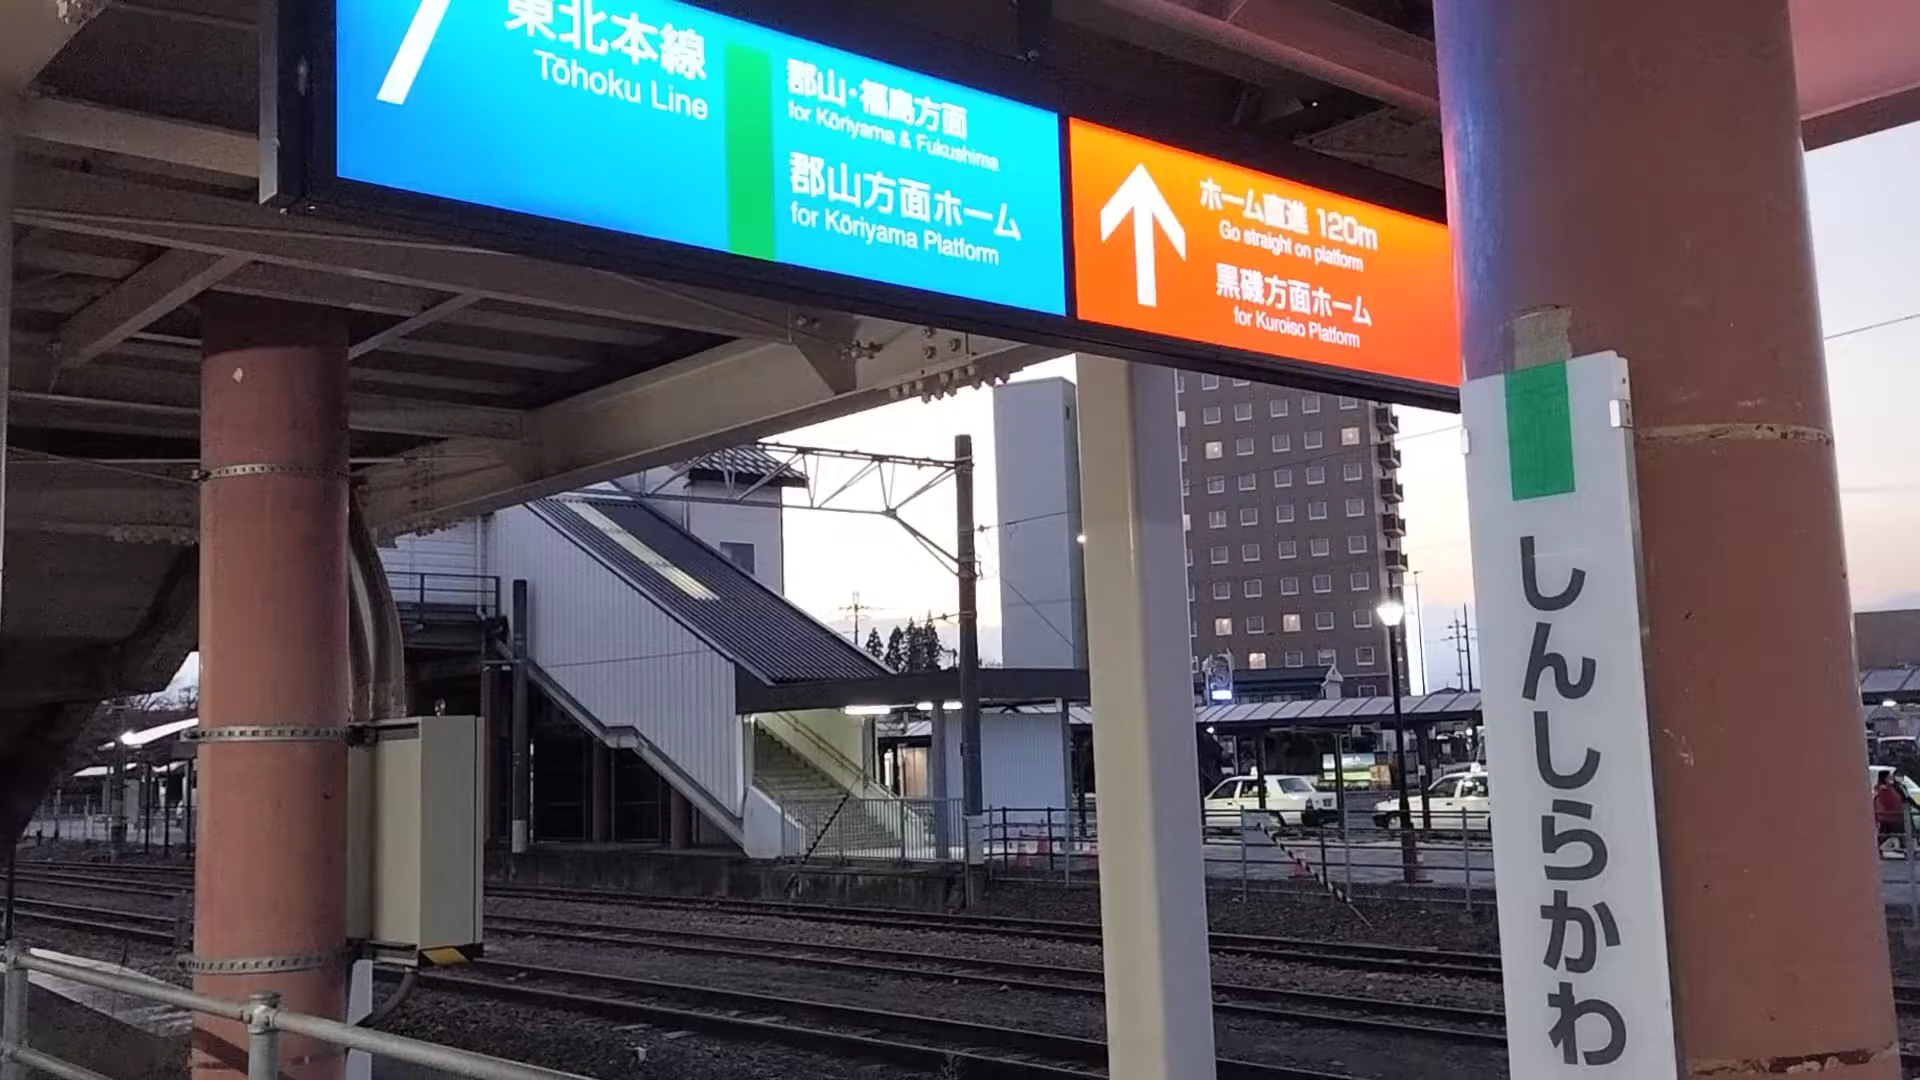 7
東北本線
Tōhoku Line
郡山・福島方面
for Kōriyama & Fukushima
郡山方面ホーム
for Kōriyama Platform
ホーム直進 120m
Go straight on platform
黒磯方面ホーム
for Kuroiso Platform
しんしらかわ